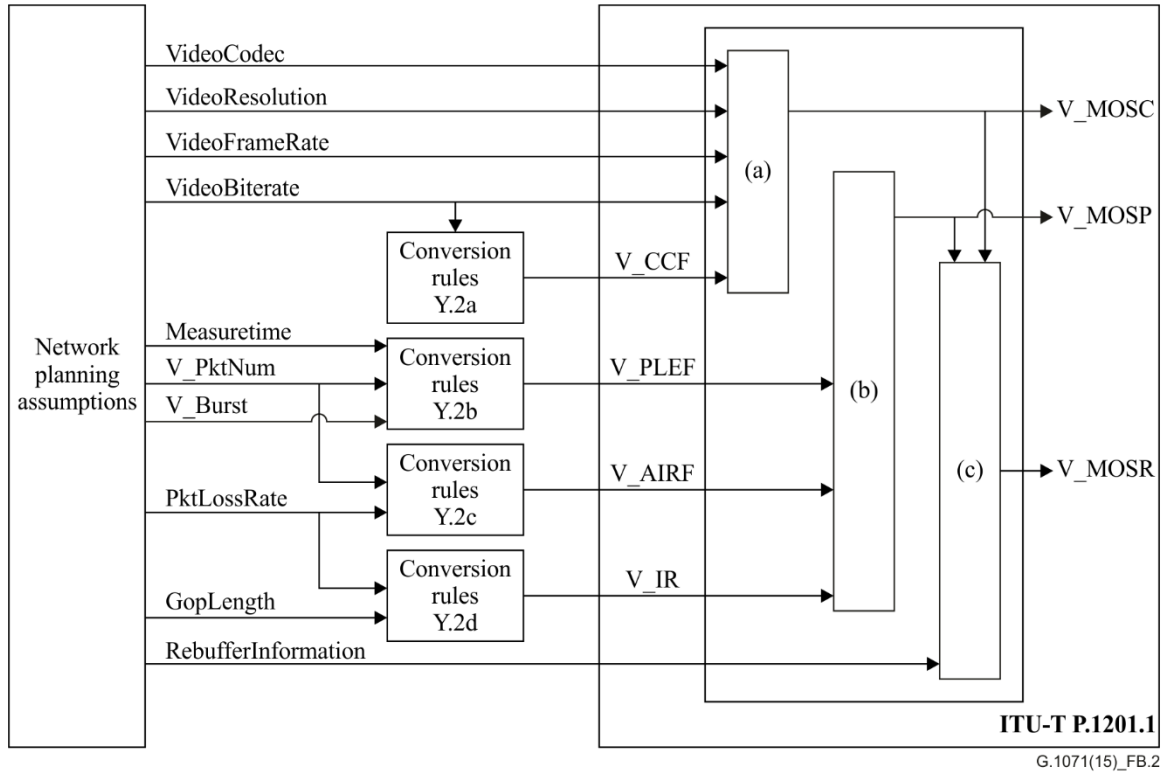 VideoCodec
VideoResolution
VideoFrameRate
VideoBiterate
Conversion
rules
Y.2a
V_CCF
(a)
V_MOSC
V_MOSP
Network
planning
assumptions
Measuretime
V_PktNum
V_Burst
Conversion
rules
Y.2b
V_PLEF
(b)
PktLossRate
Conversion
rules
Y.2c
V_AIRF
(c)
V_MOSR
GopLength
Conversion
rules
Y.2d
V_IR
RebufferInformation
ITU-T P.1201.1
G.1071(15)_FB.2